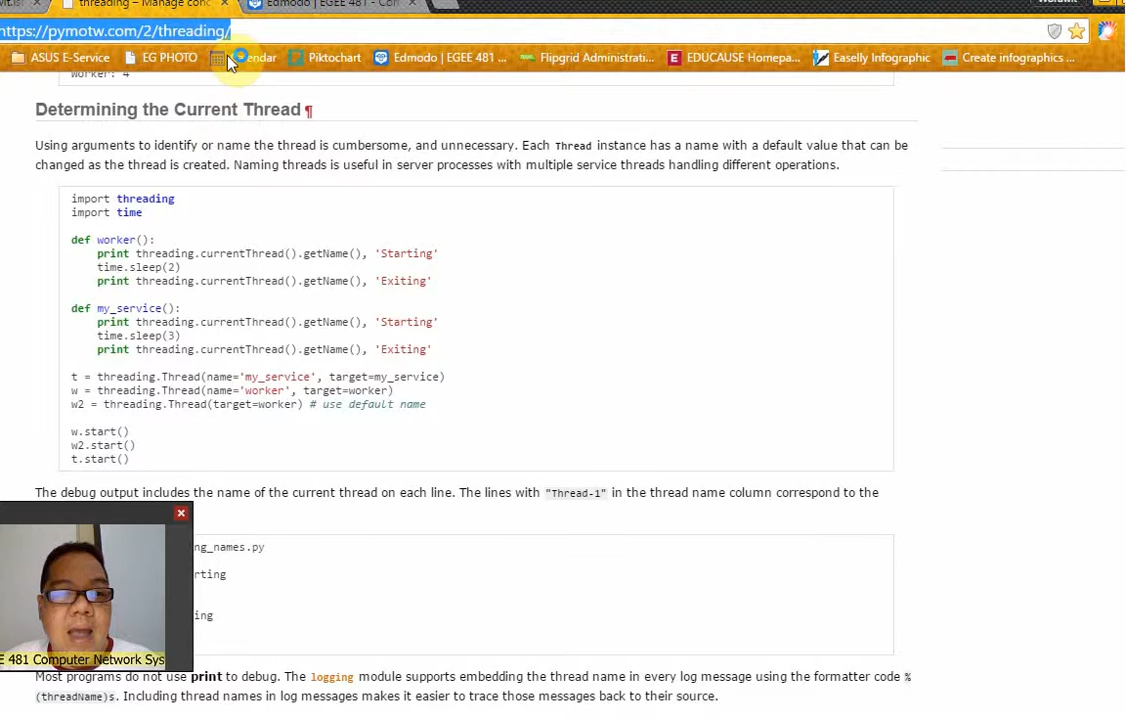 threading – Manage conc
Edmodo | EGEE 481 - Con
https://pymotw.com/2/threading/
ASUS E-Service
EG PHOTO
endar
Piktochart
Edmodo | EGEE 481 ...
Flipgrid Administrati...
EDUCAUSE Homepa...
Easelly Infographic
Create infographics ...
Worker: 4
Determining the Current Thread ¶
Using arguments to identify or name the thread is cumbersome, and unnecessary. Each Thread instance has a name with a default value that can be
changed as the thread is created. Naming threads is useful in server processes with multiple service threads handling different operations.
import threading
import time
def worker():
print threading.currentThread().getName(), 'Starting'
time.sleep(2)
print threading.currentThread().getName(), 'Exiting'
def my_service():
print threading.currentThread().getName(), 'Starting'
time.sleep(3)
print threading.currentThread().getName(), 'Exiting'
t = threading.Thread(name='my_service', target=my_service)
w = threading.Thread(name='worker', target=worker)
w2 = threading.Thread(target=worker) # use default name
w.start()
w2.start()
t.start()
The debug output includes the name of the current thread on each line. The lines with "Thread-1" in the thread name column correspond to the
ng_names.py
rting
ing
E 481 Computer Network Sys
Most programs do not use print to debug. The logging module supports embedding the thread name in every log message using the formatter code %
(threadName)s. Including thread names in log messages makes it easier to trace those messages back to their source.